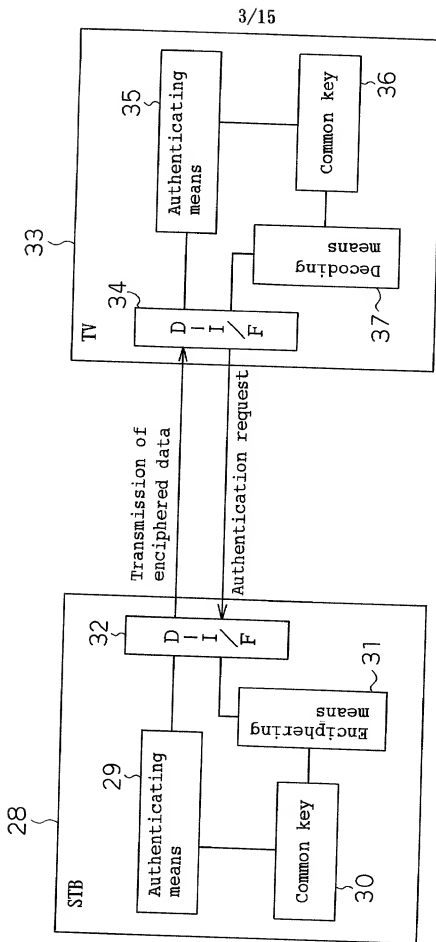 3/15
28
STB
29
Authenticating
means
Common key
30
Enciphering
means
31
32
D-I/F
Transmission of
enciphered data
Authentication request
33
TV
34
D-I/F
35
Authenticating
means
Common key
36
Decoding
means
37